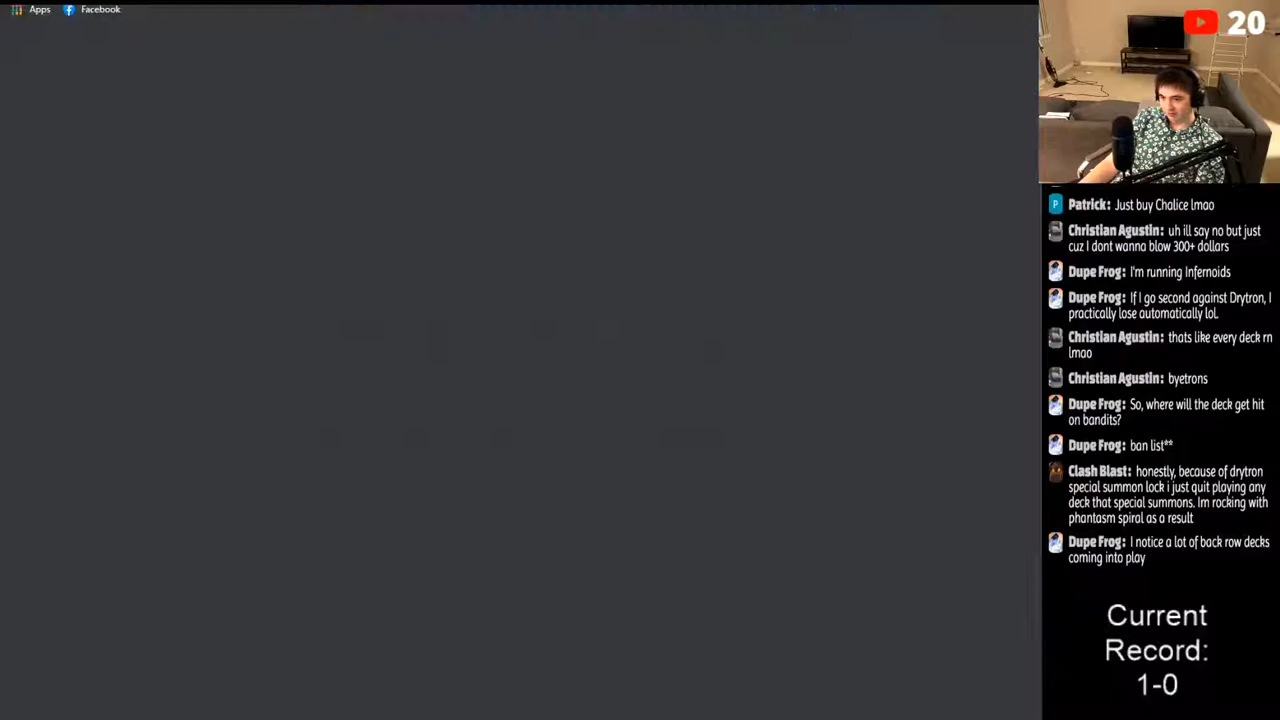 Apps Facebook
20
P Patrick: Just buy Chalice lmao
Christian Agustin: uh ill say no but just
cuz I dont wanna blow 300+ dollars
Dupe Frog: I'm running Infernoids
Dupe Frog: If I go second against Drytron, I
practically lose automatically lol.
Christian Agustin: thats like every deck rn
lmao
Christian Agustin: byetrons
Dupe Frog: So, where will the deck get hit
on bandits?
Dupe Frog: ban list**
Clash Blast: honestly, because of drytron
special summon lock i just quit playing any
deck that special summons. Im rocking with
phantasm spiral as a result
Dupe Frog: I notice a lot of back row decks
coming into play
Current
Record:
1-0